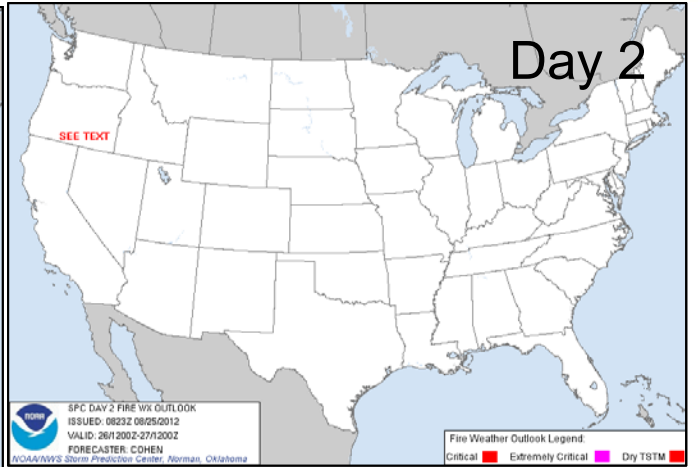 Day 2
SEE TEXT
NOAA
SPC DAY 2 FIRE WX OUTLOOK
ISSUED: 0823Z 08/25/2012
VALID: 26/1200Z-27/1200Z
FORECASTER: COHEN
NOAA/NWS Storm Prediction Center, Norman, Oklahoma
Fire Weather Outlook Legend:
Critical Extremely Critical Dry TSTM